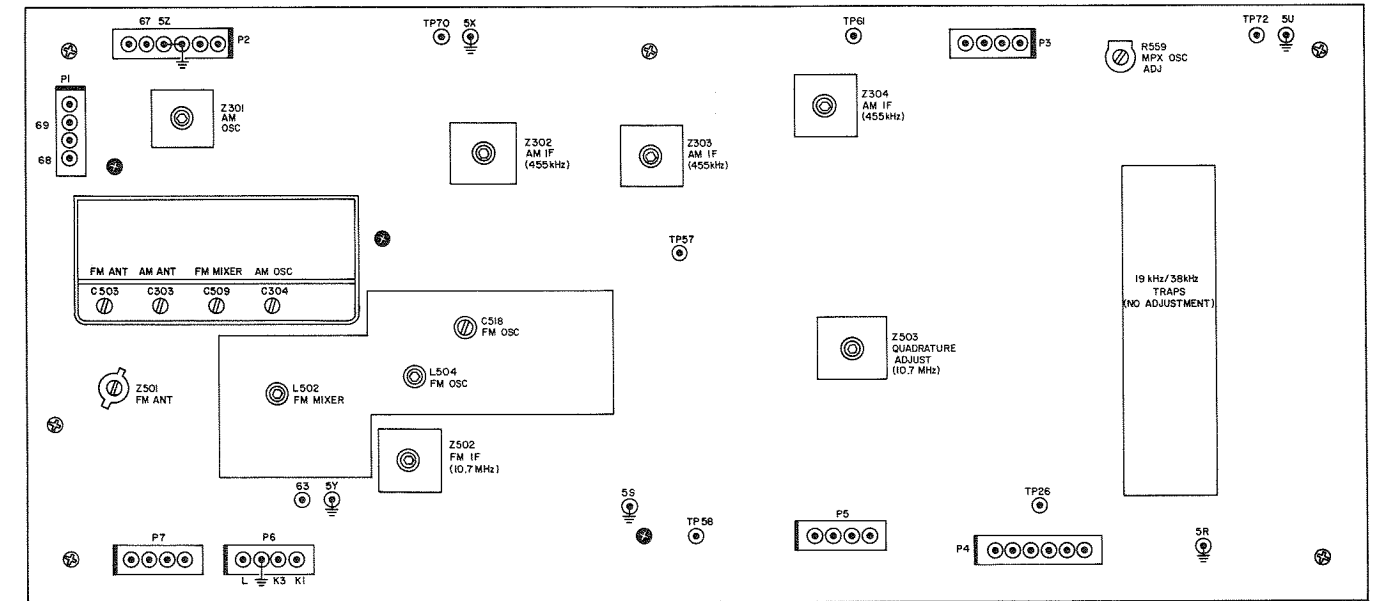 67 5Z
P2
TP70
5X
TP61
P3
TP72 5U
R559
MPX OSC
ADJ
P1
69
68
Z301
AM
OSC
Z302
AM IF
(455kHz)
Z303
AM IF
(455kHz)
Z304
AM IF
(455kHz)
TP57
FM ANT AM ANT FM MIXER AM OSC
C503 C303 C509 C304
19 kHz/38kHz
TRAPS
(NO ADJUSTMENT)
C518
FM OSC
Z503
QUADRATURE
ADJUST
(10.7 MHz)
Z501
FM ANT
L502
FM MIXER
L504
FM OSC
Z502
FM IF
(10.7 MHz)
63 5Y
5S
TP58
TP26
5R
P7
P6
L K3 K1
P5
P4